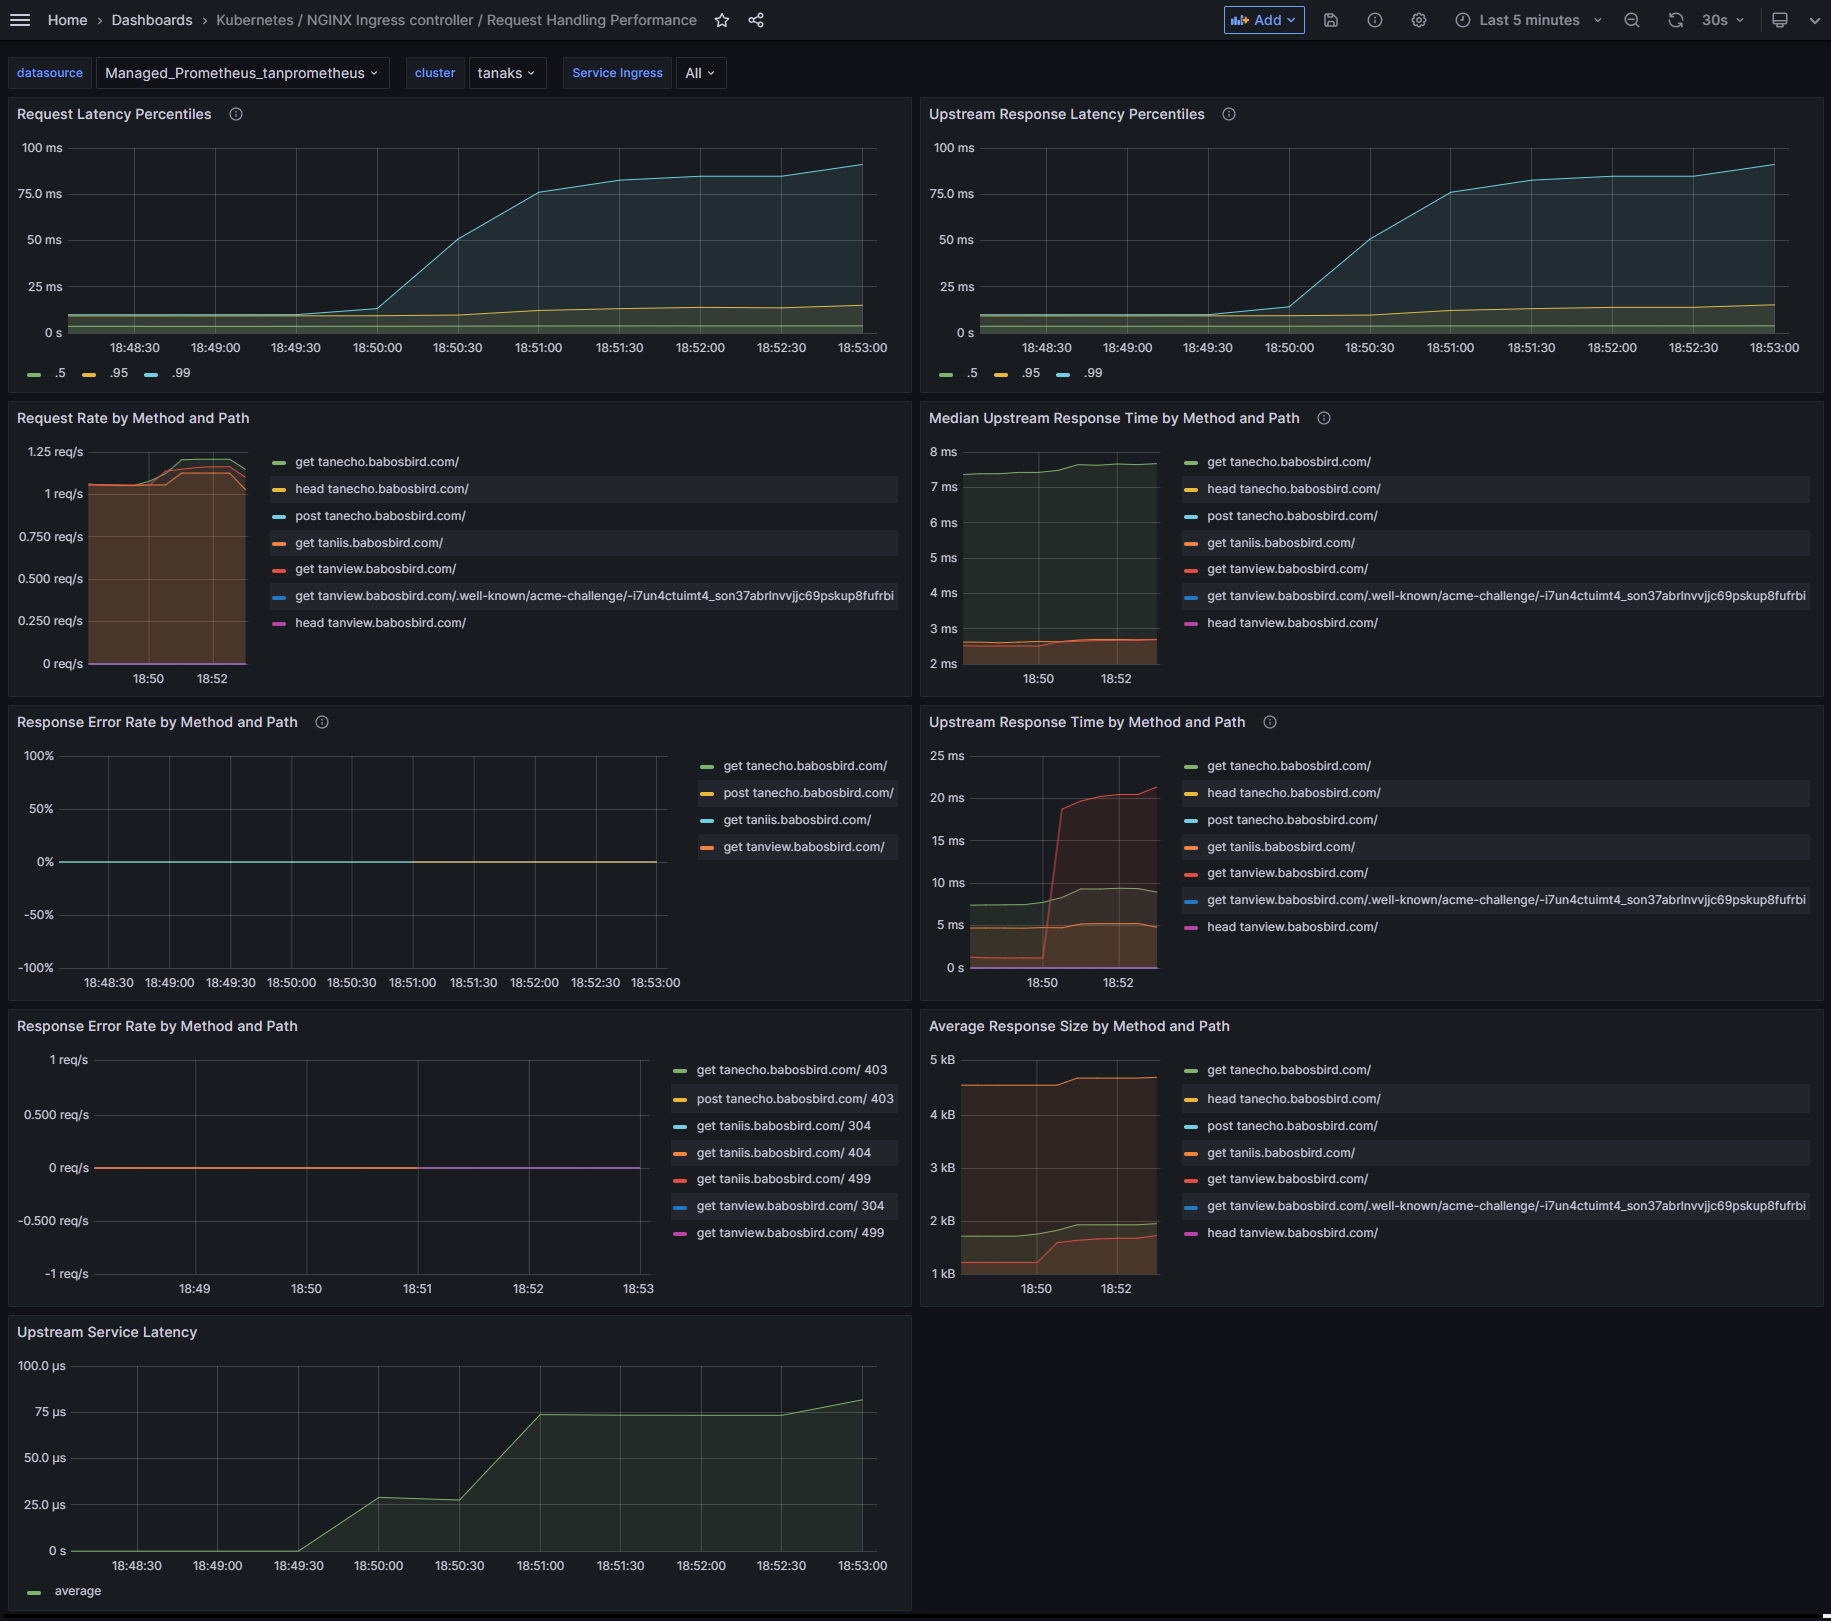 Home › Dashboards › Kubernetes / NGINX Ingress controller / Request Handling Performance
Add
Last 5 minutes
30s
datasource Managed_Prometheus_tanprometheus cluster tanaks Service Ingress All
Request Latency Percentiles
100 ms
75.0 ms
50 ms
25 ms
0 s
18:48:30 18:49:00 18:49:30 18:50:00 18:50:30 18:51:00 18:51:30 18:52:00 18:52:30 18:53:00
.5 .95 .99
Upstream Response Latency Percentiles
100 ms
75.0 ms
50 ms
25 ms
0 s
18:48:30 18:49:00 18:49:30 18:50:00 18:50:30 18:51:00 18:51:30 18:52:00 18:52:30 18:53:00
.5 .95 .99
Request Rate by Method and Path
1.25 req/s
1 req/s
0.750 req/s
0.500 req/s
0.250 req/s
0 req/s
18:50 18:52
get tanecho.babosbird.com/
head tanecho.babosbird.com/
post tanecho.babosbird.com/
get taniis.babosbird.com/
get tanview.babosbird.com/
get tanview.babosbird.com/.well-known/acme-challenge/-i7un4ctuimt4_son37abrlnvvjjc69pskup8fufrbi
head tanview.babosbird.com/
Median Upstream Response Time by Method and Path
8 ms
7 ms
6 ms
5 ms
4 ms
3 ms
2 ms
18:50 18:52
get tanecho.babosbird.com/
head tanecho.babosbird.com/
post tanecho.babosbird.com/
get taniis.babosbird.com/
get tanview.babosbird.com/
get tanview.babosbird.com/.well-known/acme-challenge/-i7un4ctuimt4_son37abrlnvvjjc69pskup8fufrbi
head tanview.babosbird.com/
Response Error Rate by Method and Path
100%
50%
0%
-50%
-100%
18:48:30 18:49:00 18:49:30 18:50:00 18:50:30 18:51:00 18:51:30 18:52:00 18:52:30 18:53:00
get tanecho.babosbird.com/
post tanecho.babosbird.com/
get taniis.babosbird.com/
get tanview.babosbird.com/
Upstream Response Time by Method and Path
25 ms
20 ms
15 ms
10 ms
5 ms
0 s
18:50 18:52
get tanecho.babosbird.com/
head tanecho.babosbird.com/
post tanecho.babosbird.com/
get taniis.babosbird.com/
get tanview.babosbird.com/
get tanview.babosbird.com/.well-known/acme-challenge/-i7un4ctuimt4_son37abrlnvvjjc69pskup8fufrbi
head tanview.babosbird.com/
Response Error Rate by Method and Path
1 req/s
0.500 req/s
0 req/s
-0.500 req/s
-1 req/s
18:49 18:50 18:51 18:52 18:53
get tanecho.babosbird.com/ 403
post tanecho.babosbird.com/ 403
get taniis.babosbird.com/ 304
get taniis.babosbird.com/ 404
get taniis.babosbird.com/ 499
get tanview.babosbird.com/ 304
get tanview.babosbird.com/ 499
Average Response Size by Method and Path
5 kB
4 kB
3 kB
2 kB
1 kB
18:50 18:52
get tanecho.babosbird.com/
head tanecho.babosbird.com/
post tanecho.babosbird.com/
get taniis.babosbird.com/
get tanview.babosbird.com/
get tanview.babosbird.com/.well-known/acme-challenge/-i7un4ctuimt4_son37abrlnvvjjc69pskup8fufrbi
head tanview.babosbird.com/
Upstream Service Latency
100.0 µs
75 µs
50.0 µs
25.0 µs
0 s
18:48:30 18:49:00 18:49:30 18:50:00 18:50:30 18:51:00 18:51:30 18:52:00 18:52:30 18:53:00
average